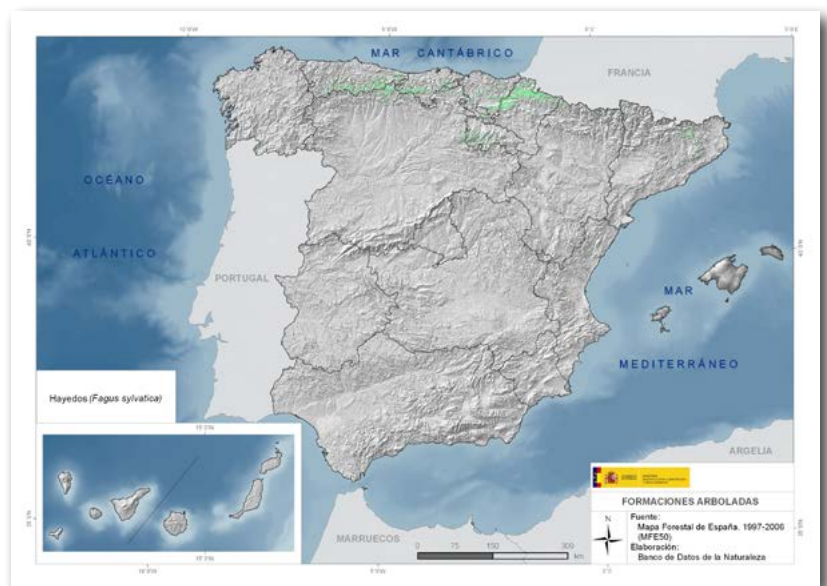 MAR CANTÁBRICO
FRANCIA
OCÉANO
ATLÁNTICO
PORTUGAL
MAR
MEDITERRÁNEO
Hayedos (Fagus sylvatica)
ARGELIA
MARRUECOS
FORMACIONES ARBOLADAS
N
Fuente:
Mapa Forestal de España. 1997-2006
(MFE50)
Elaboración:
Banco de Datos de la Naturaleza
0 75 150 300
km